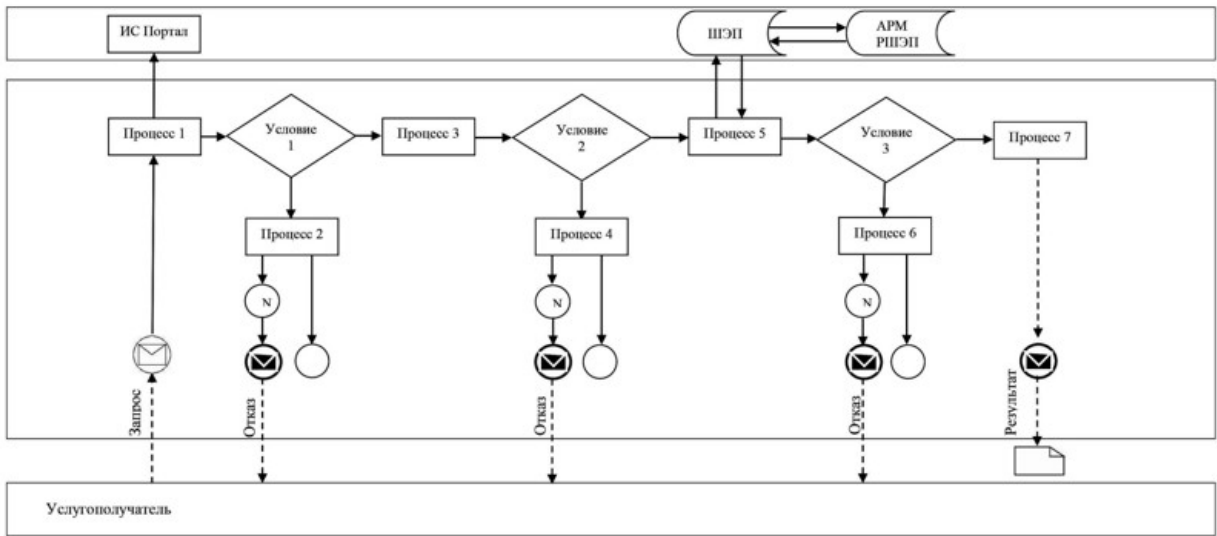 ИС Портал
ШЭП
АРМ
РШЭП
Процесс 1
Условие
1
Процесс 3
Условие
2
Процесс 5
Условие
3
Процесс 7
Процесс 2
Процесс 4
Процесс 6
N
N
N
Запрос
Отказ
Отказ
Отказ
Результат
Услугополучатель